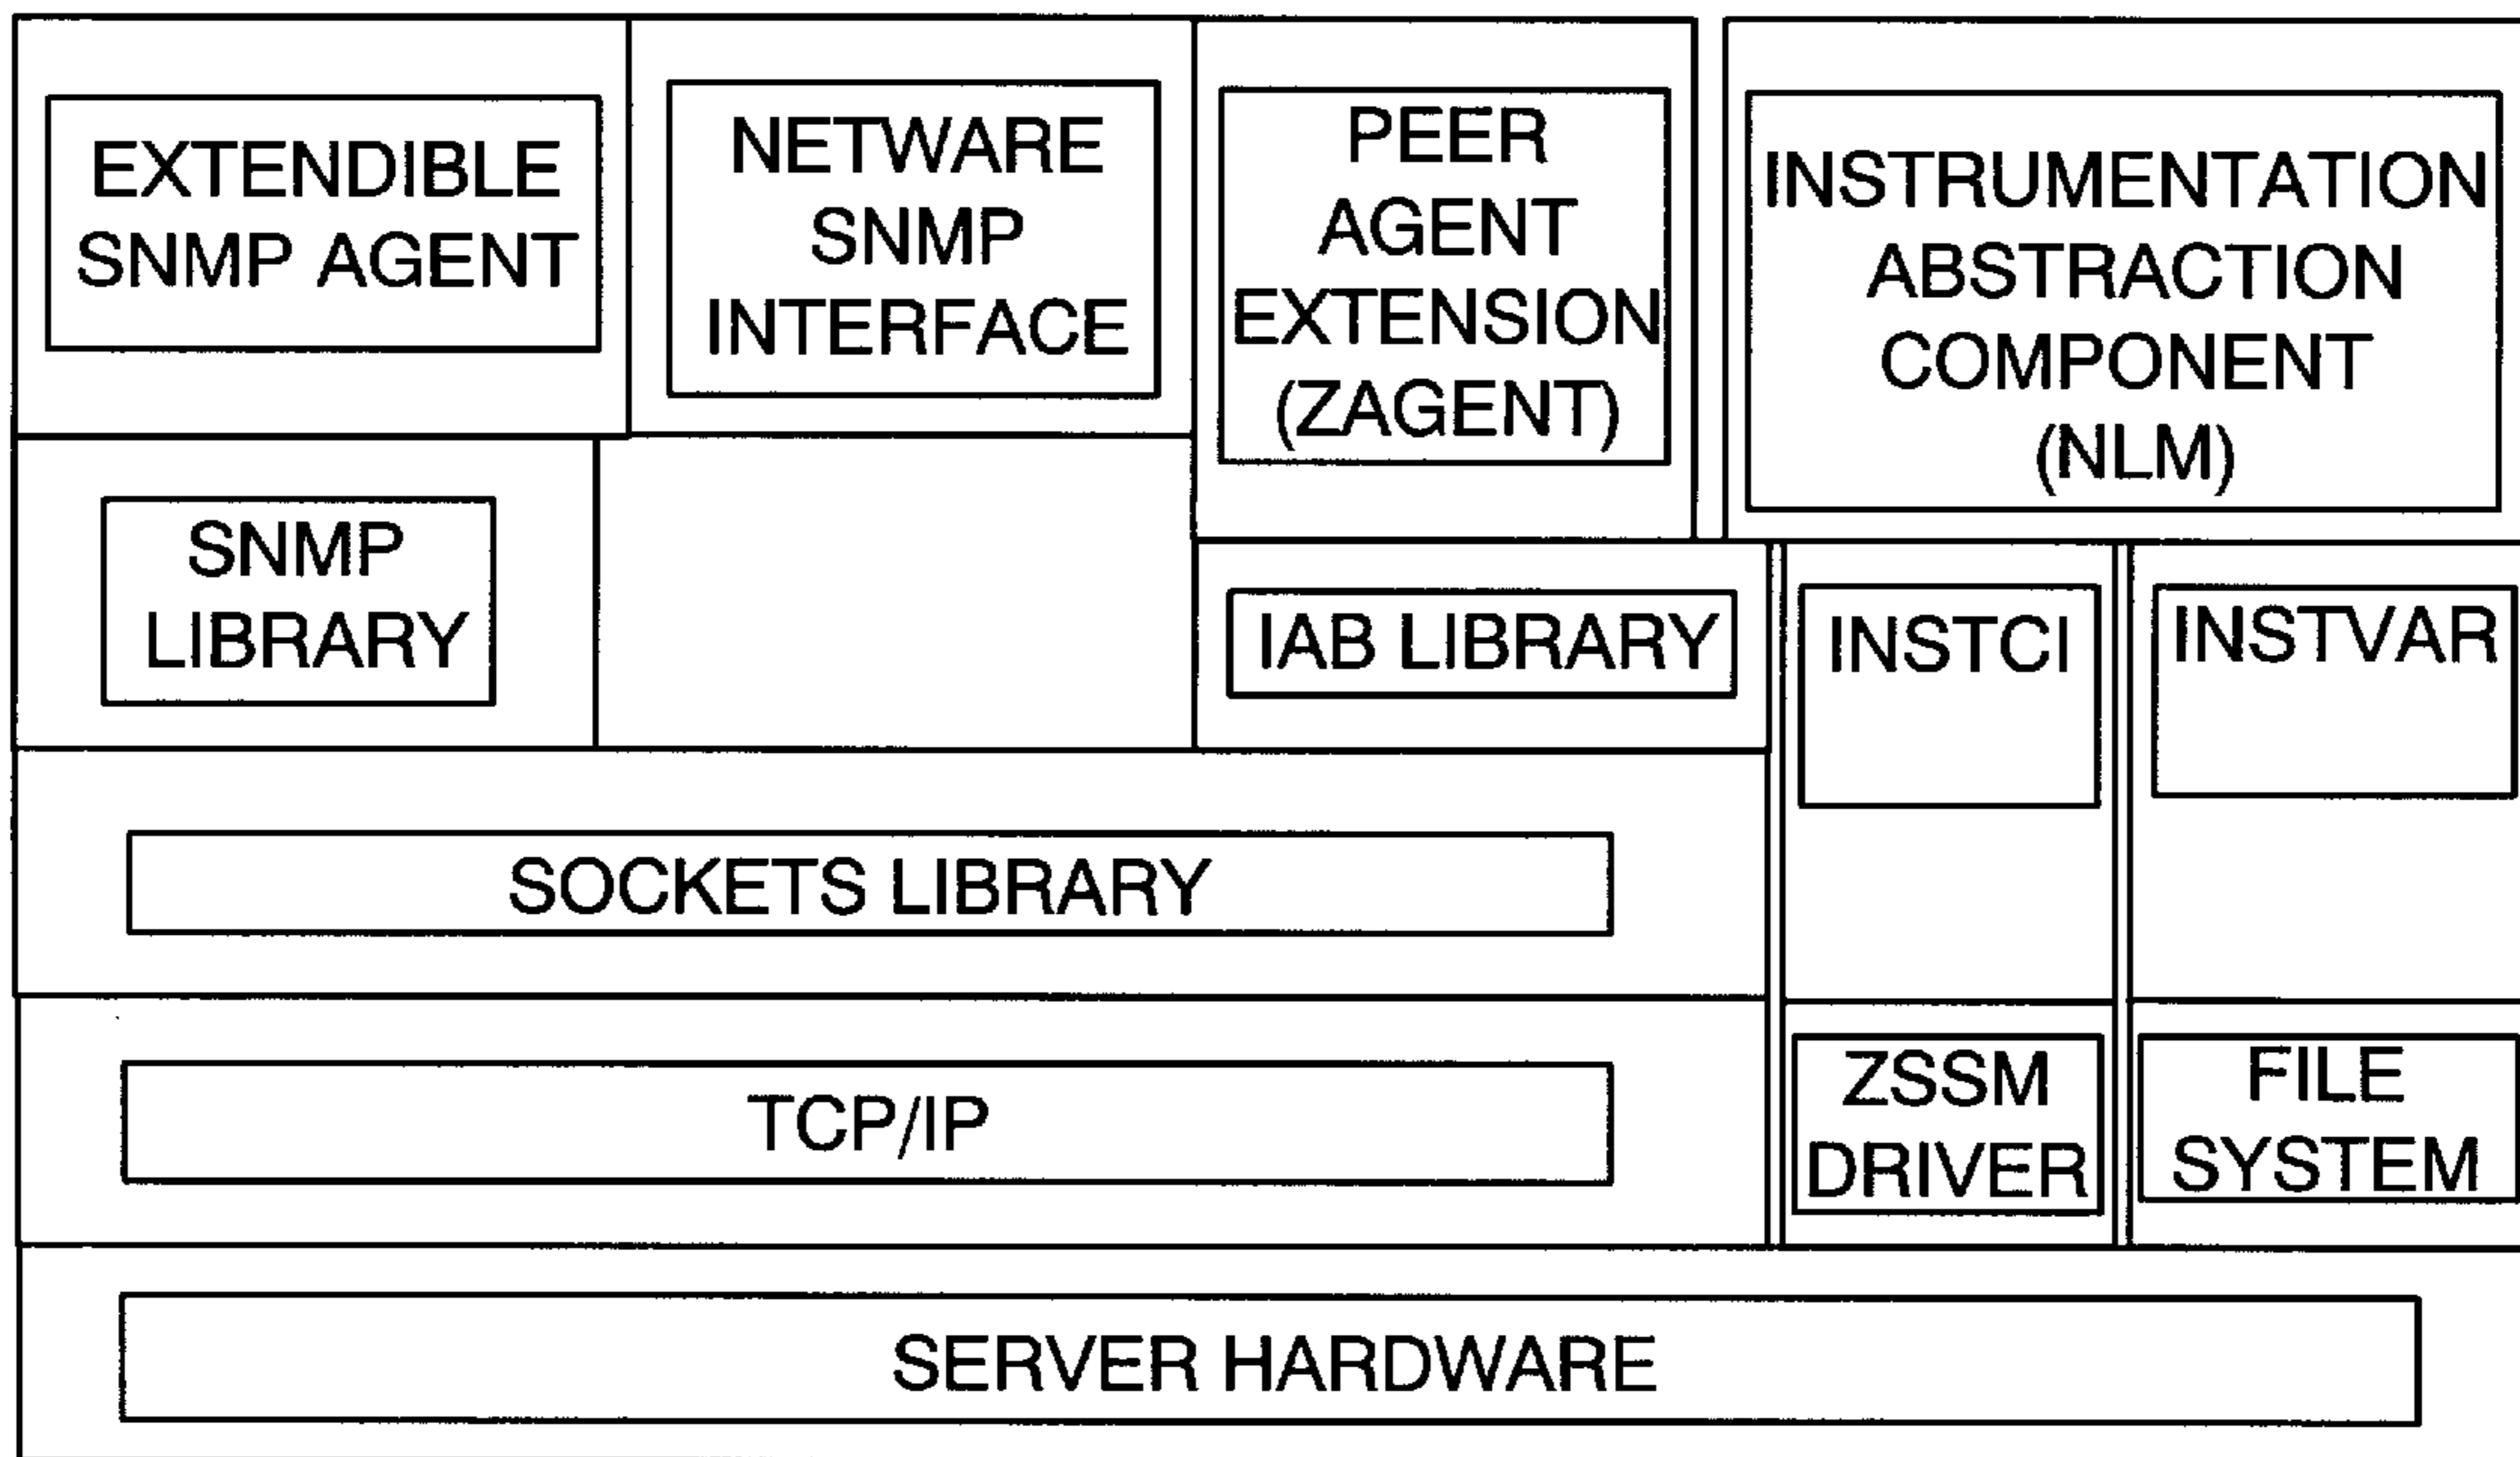 EXTENDIBLE
SNMP AGENT
NETWARE
SNMP
INTERFACE
PEER
AGENT
EXTENSION
(ZAGENT)
INSTRUMENTATION
ABSTRACTION
COMPONENT
(NLM)
SNMP
LIBRARY
IAB LIBRARY
INSTCI
INSTVAR
SOCKETS LIBRARY
TCP/IP
ZSSM
DRIVER
FILE
SYSTEM
SERVER HARDWARE